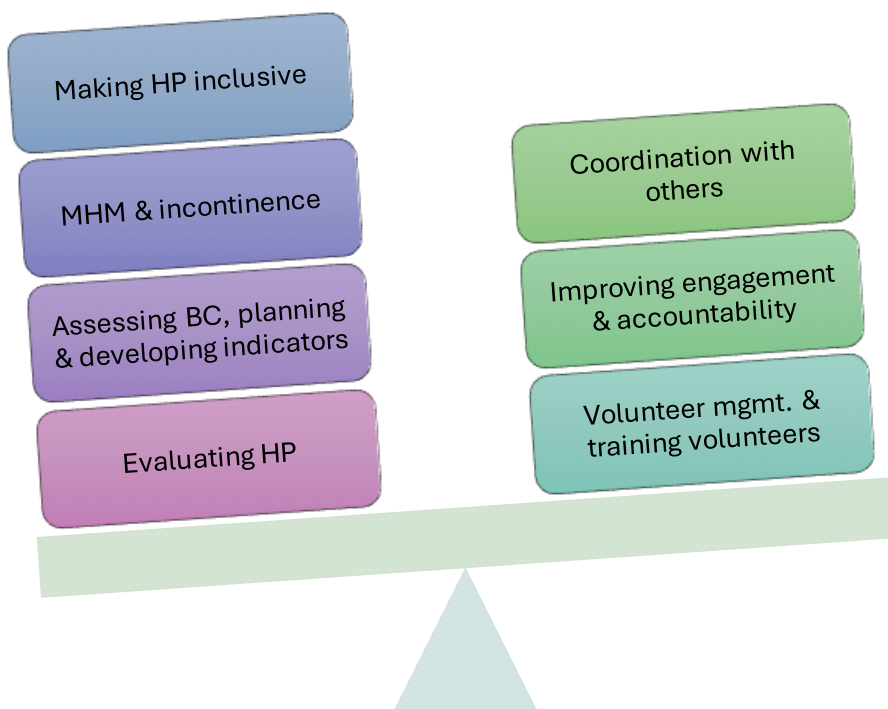 Making HP inclusive
MHM & incontinence
Assessing BC, planning
& developing indicators
Evaluating HP
Coordination with
others
Improving engagement
& accountability
Volunteer mgmt. &
training volunteers